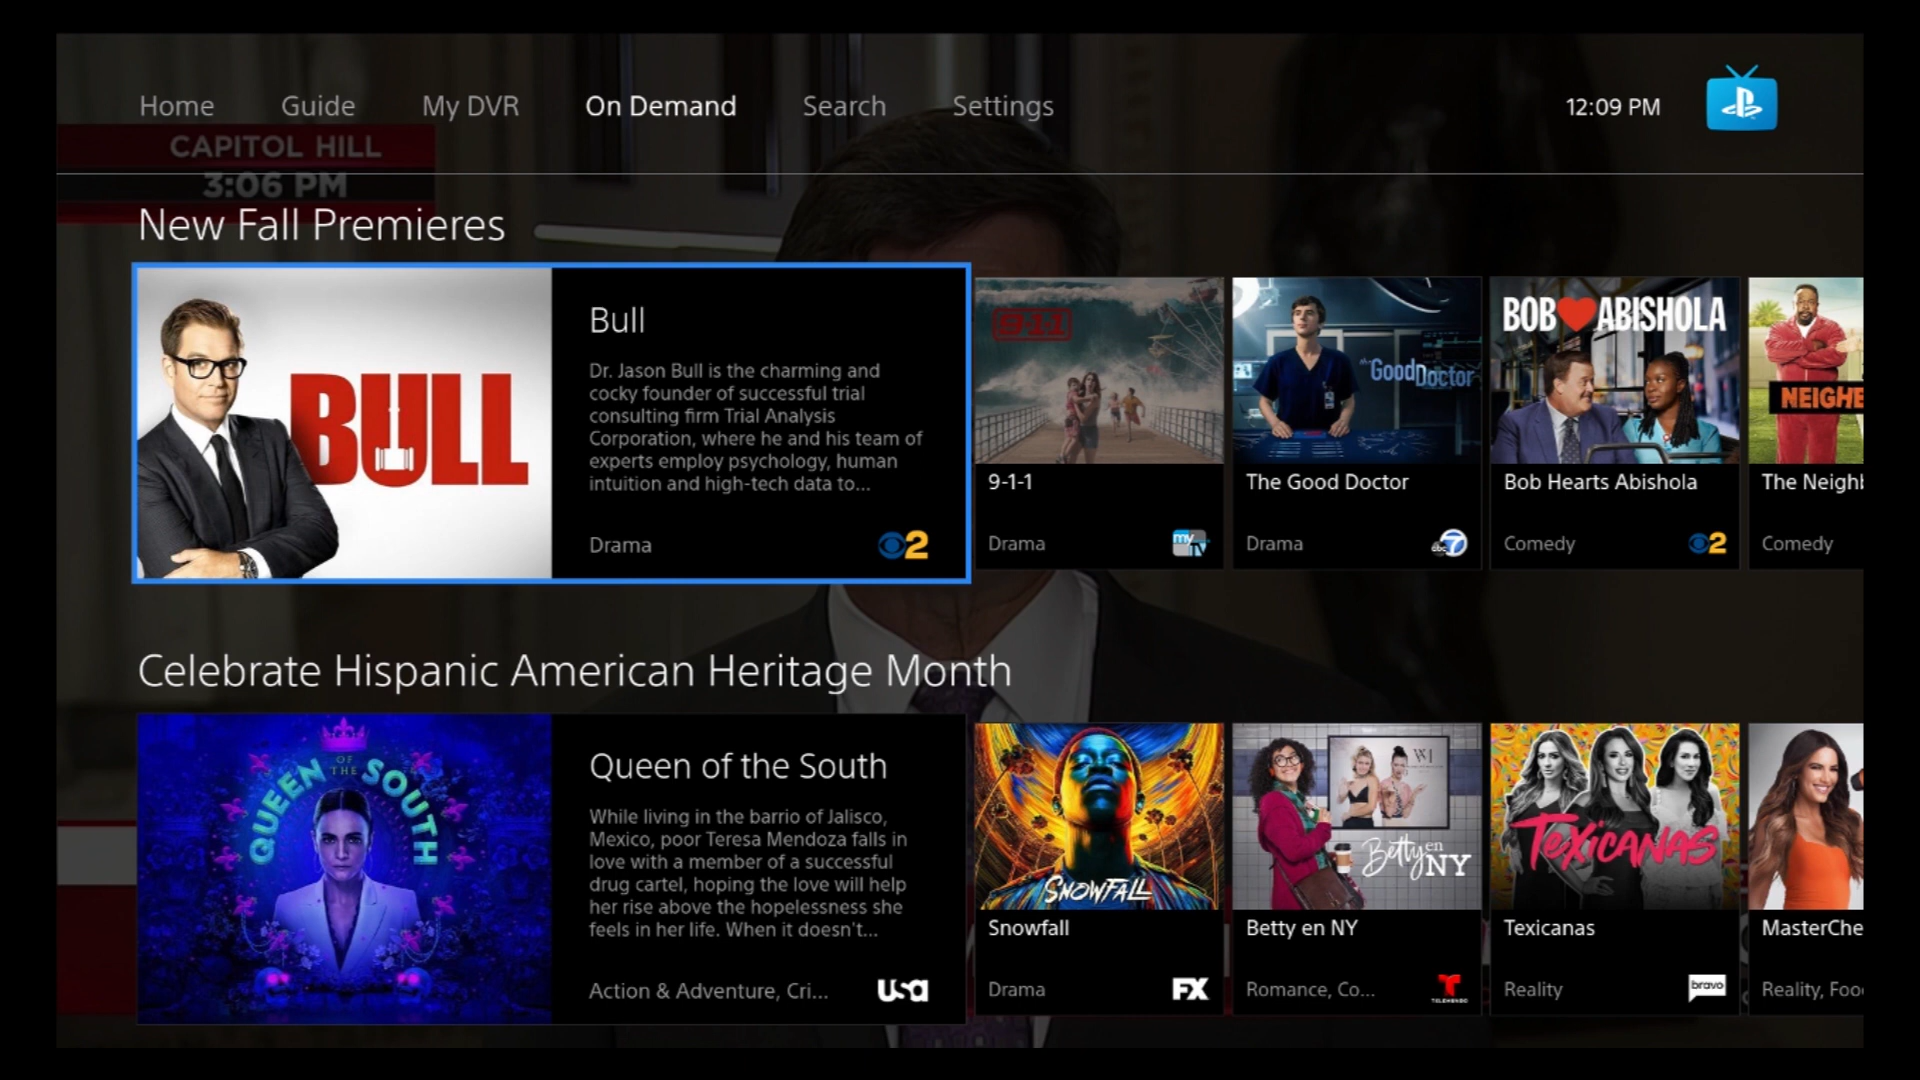 Home Guide My DVR On Demand Search Settings 12:09 PM
CAPITOL HILL
3:06 PM
New Fall Premieres
BULL
Bull
Dr. Jason Bull is the charming and
cocky founder of successful trial
consulting firm Trial Analysis
Corporation, where he and his team of
experts employ psychology, human
intuition and high-tech data to...
Drama
2
9-1-1
9-1-1
Drama
my TV
the GoodDoctor
The Good Doctor
Drama
abc 7
BOB ABISHOLA
Bob Hearts Abishola
Comedy
2
NEIGHB
The Neighb
Comedy
Celebrate Hispanic American Heritage Month
QUEEN OF THE SOUTH
Queen of the South
While living in the barrio of Jalisco,
Mexico, poor Teresa Mendoza falls in
love with a member of a successful
drug cartel, hoping the love will help
her rise above the hopelessness she
feels in her life. When it doesn't...
Action & Adventure, Cri...
usa
SNOWFALL
Snowfall
Drama
FX
Betty en NY
Betty en NY
Romance, Co...
TELEMUNDO
TEXICANAS
Texicanas
Reality
bravo
MasterChe
Reality, Foo